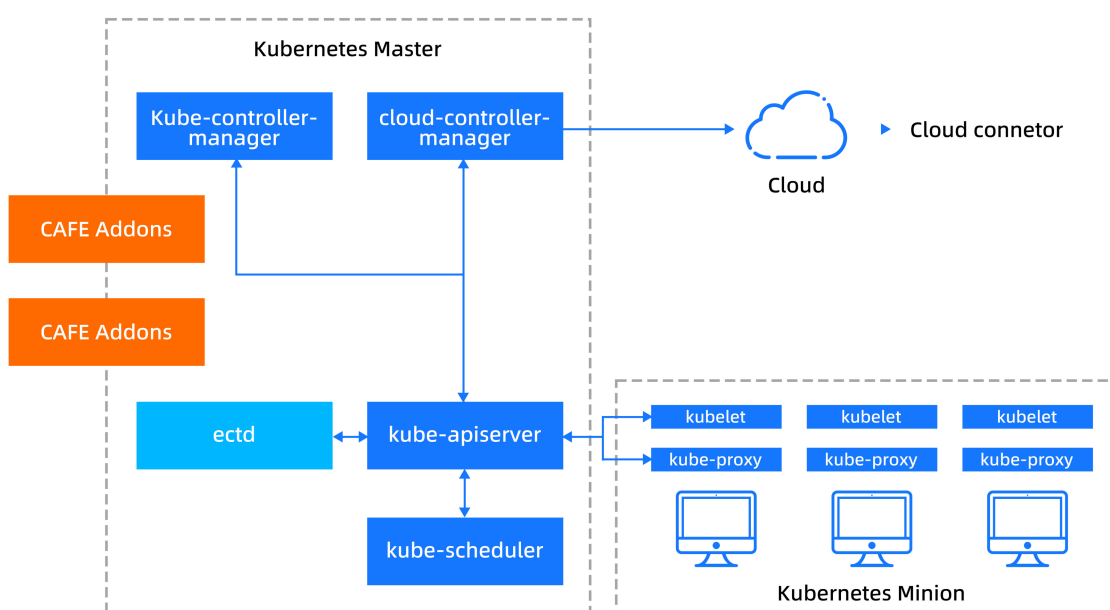 Kubernetes Master
Kube-controller-
manager
cloud-controller-
manager
Cloud
Cloud connetor
CAFE Addons
CAFE Addons
ectd
kube-apiserver
kube-scheduler
kubelet
kubelet
kubelet
kube-proxy
kube-proxy
kube-proxy
Kubernetes Minion